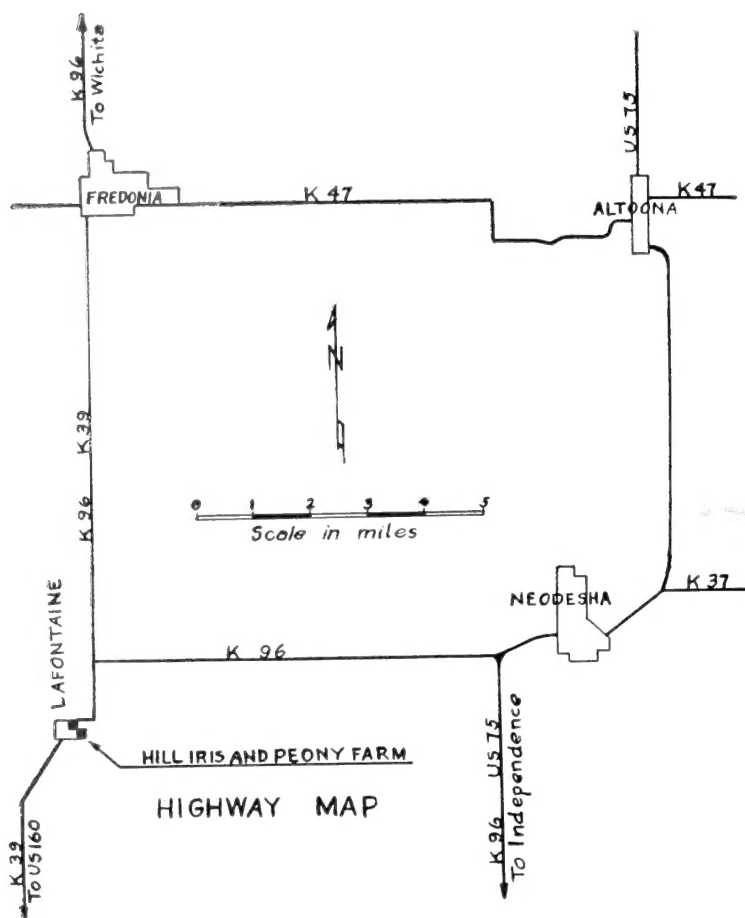 K 96
To Wichita
US 75
FREDONIA
K 47
ALTOONA
K47
N
K 39
K 96
0 1 2 3 4 5
Scale in miles
LAFONTAINE
NEODESHA
K 37
K 96
HILL IRIS AND PEONY FARM
HIGHWAY MAP
K 39
To US160
K 96 US 75
To Independence